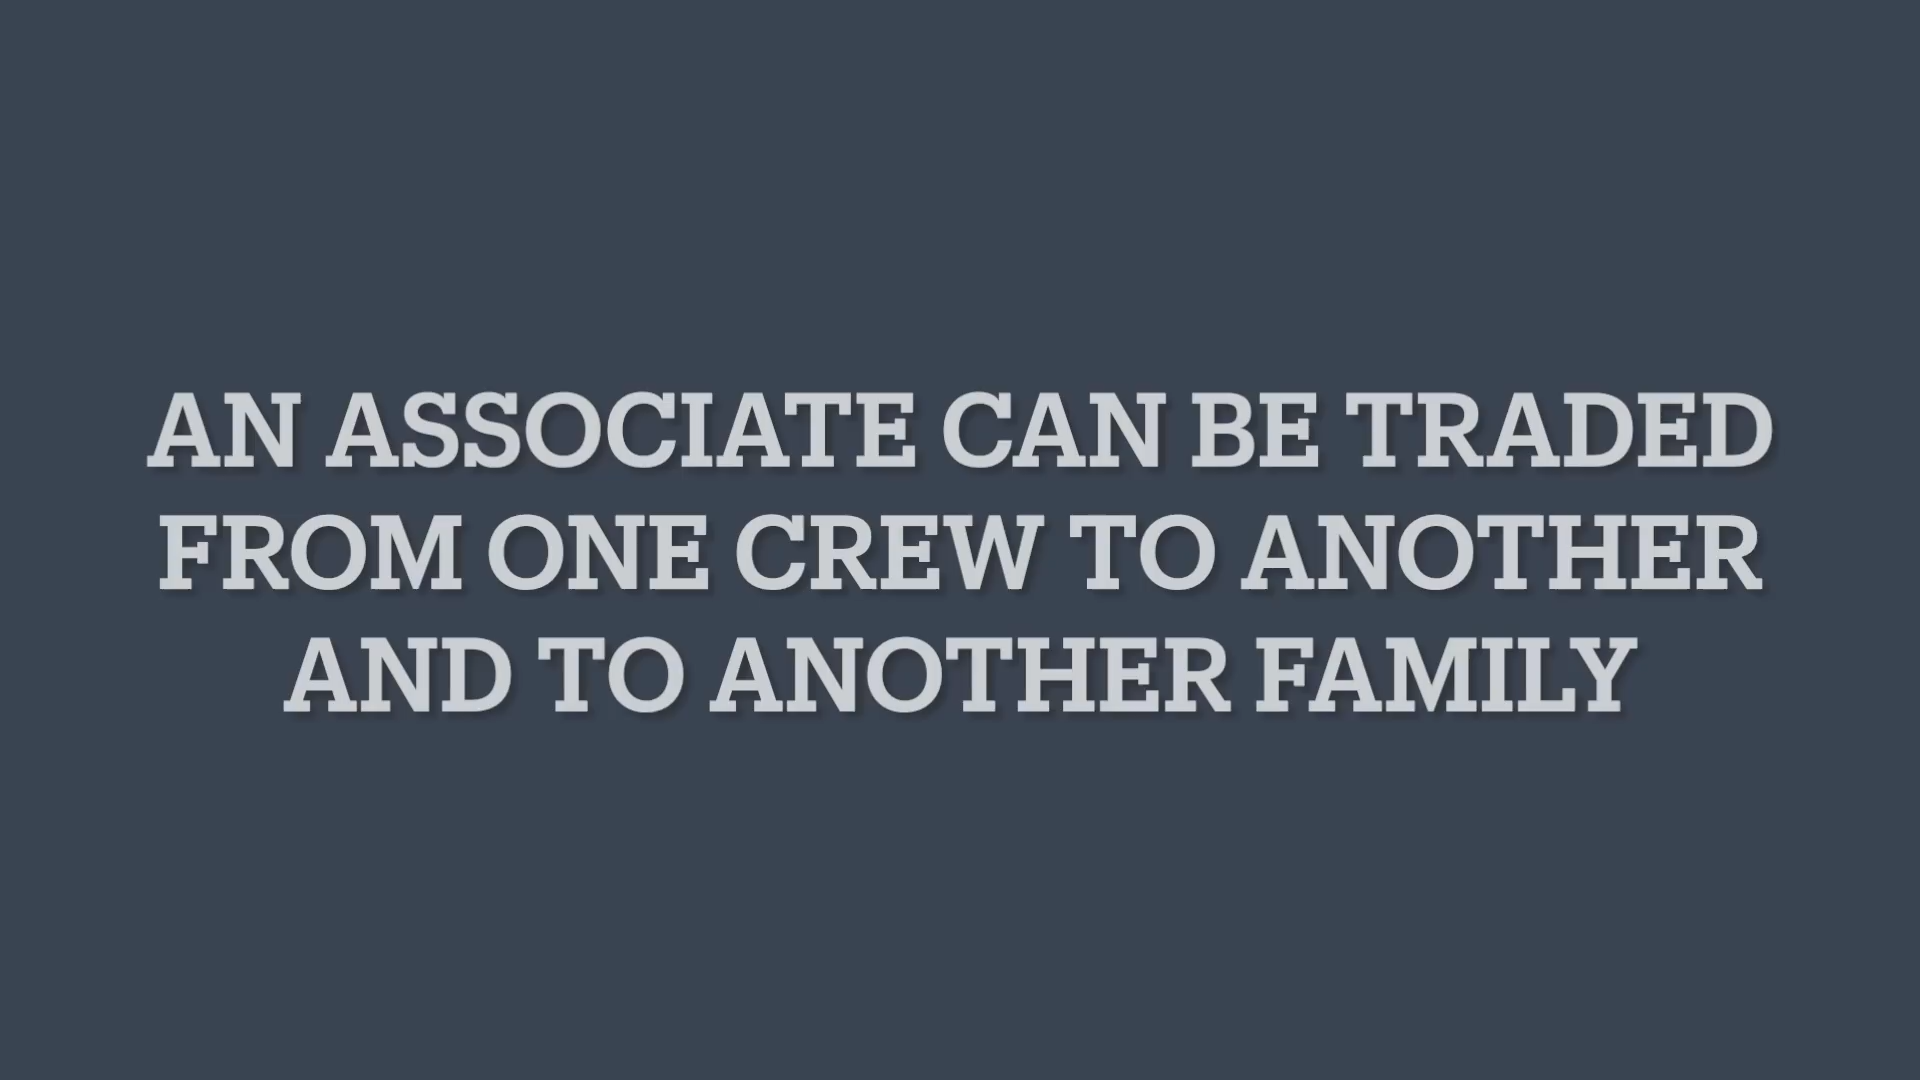 AN ASSOCIATE CAN BE TRADED
FROM ONE CREW TO ANOTHER
AND TO ANOTHER FAMILY